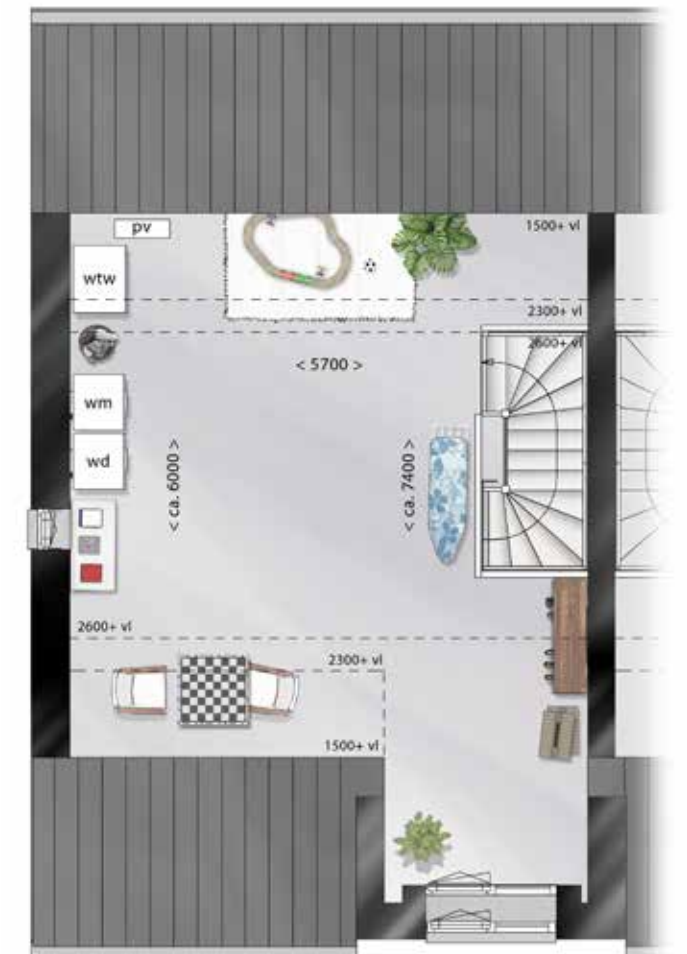 pv
1500+ vl
wtw
2300+ vl
2600+ vl
< 5700 >
wm
wd
< ca. 6000 >
< ca. 7400 >
2600+ vl
2300+ vl
1500+ vl